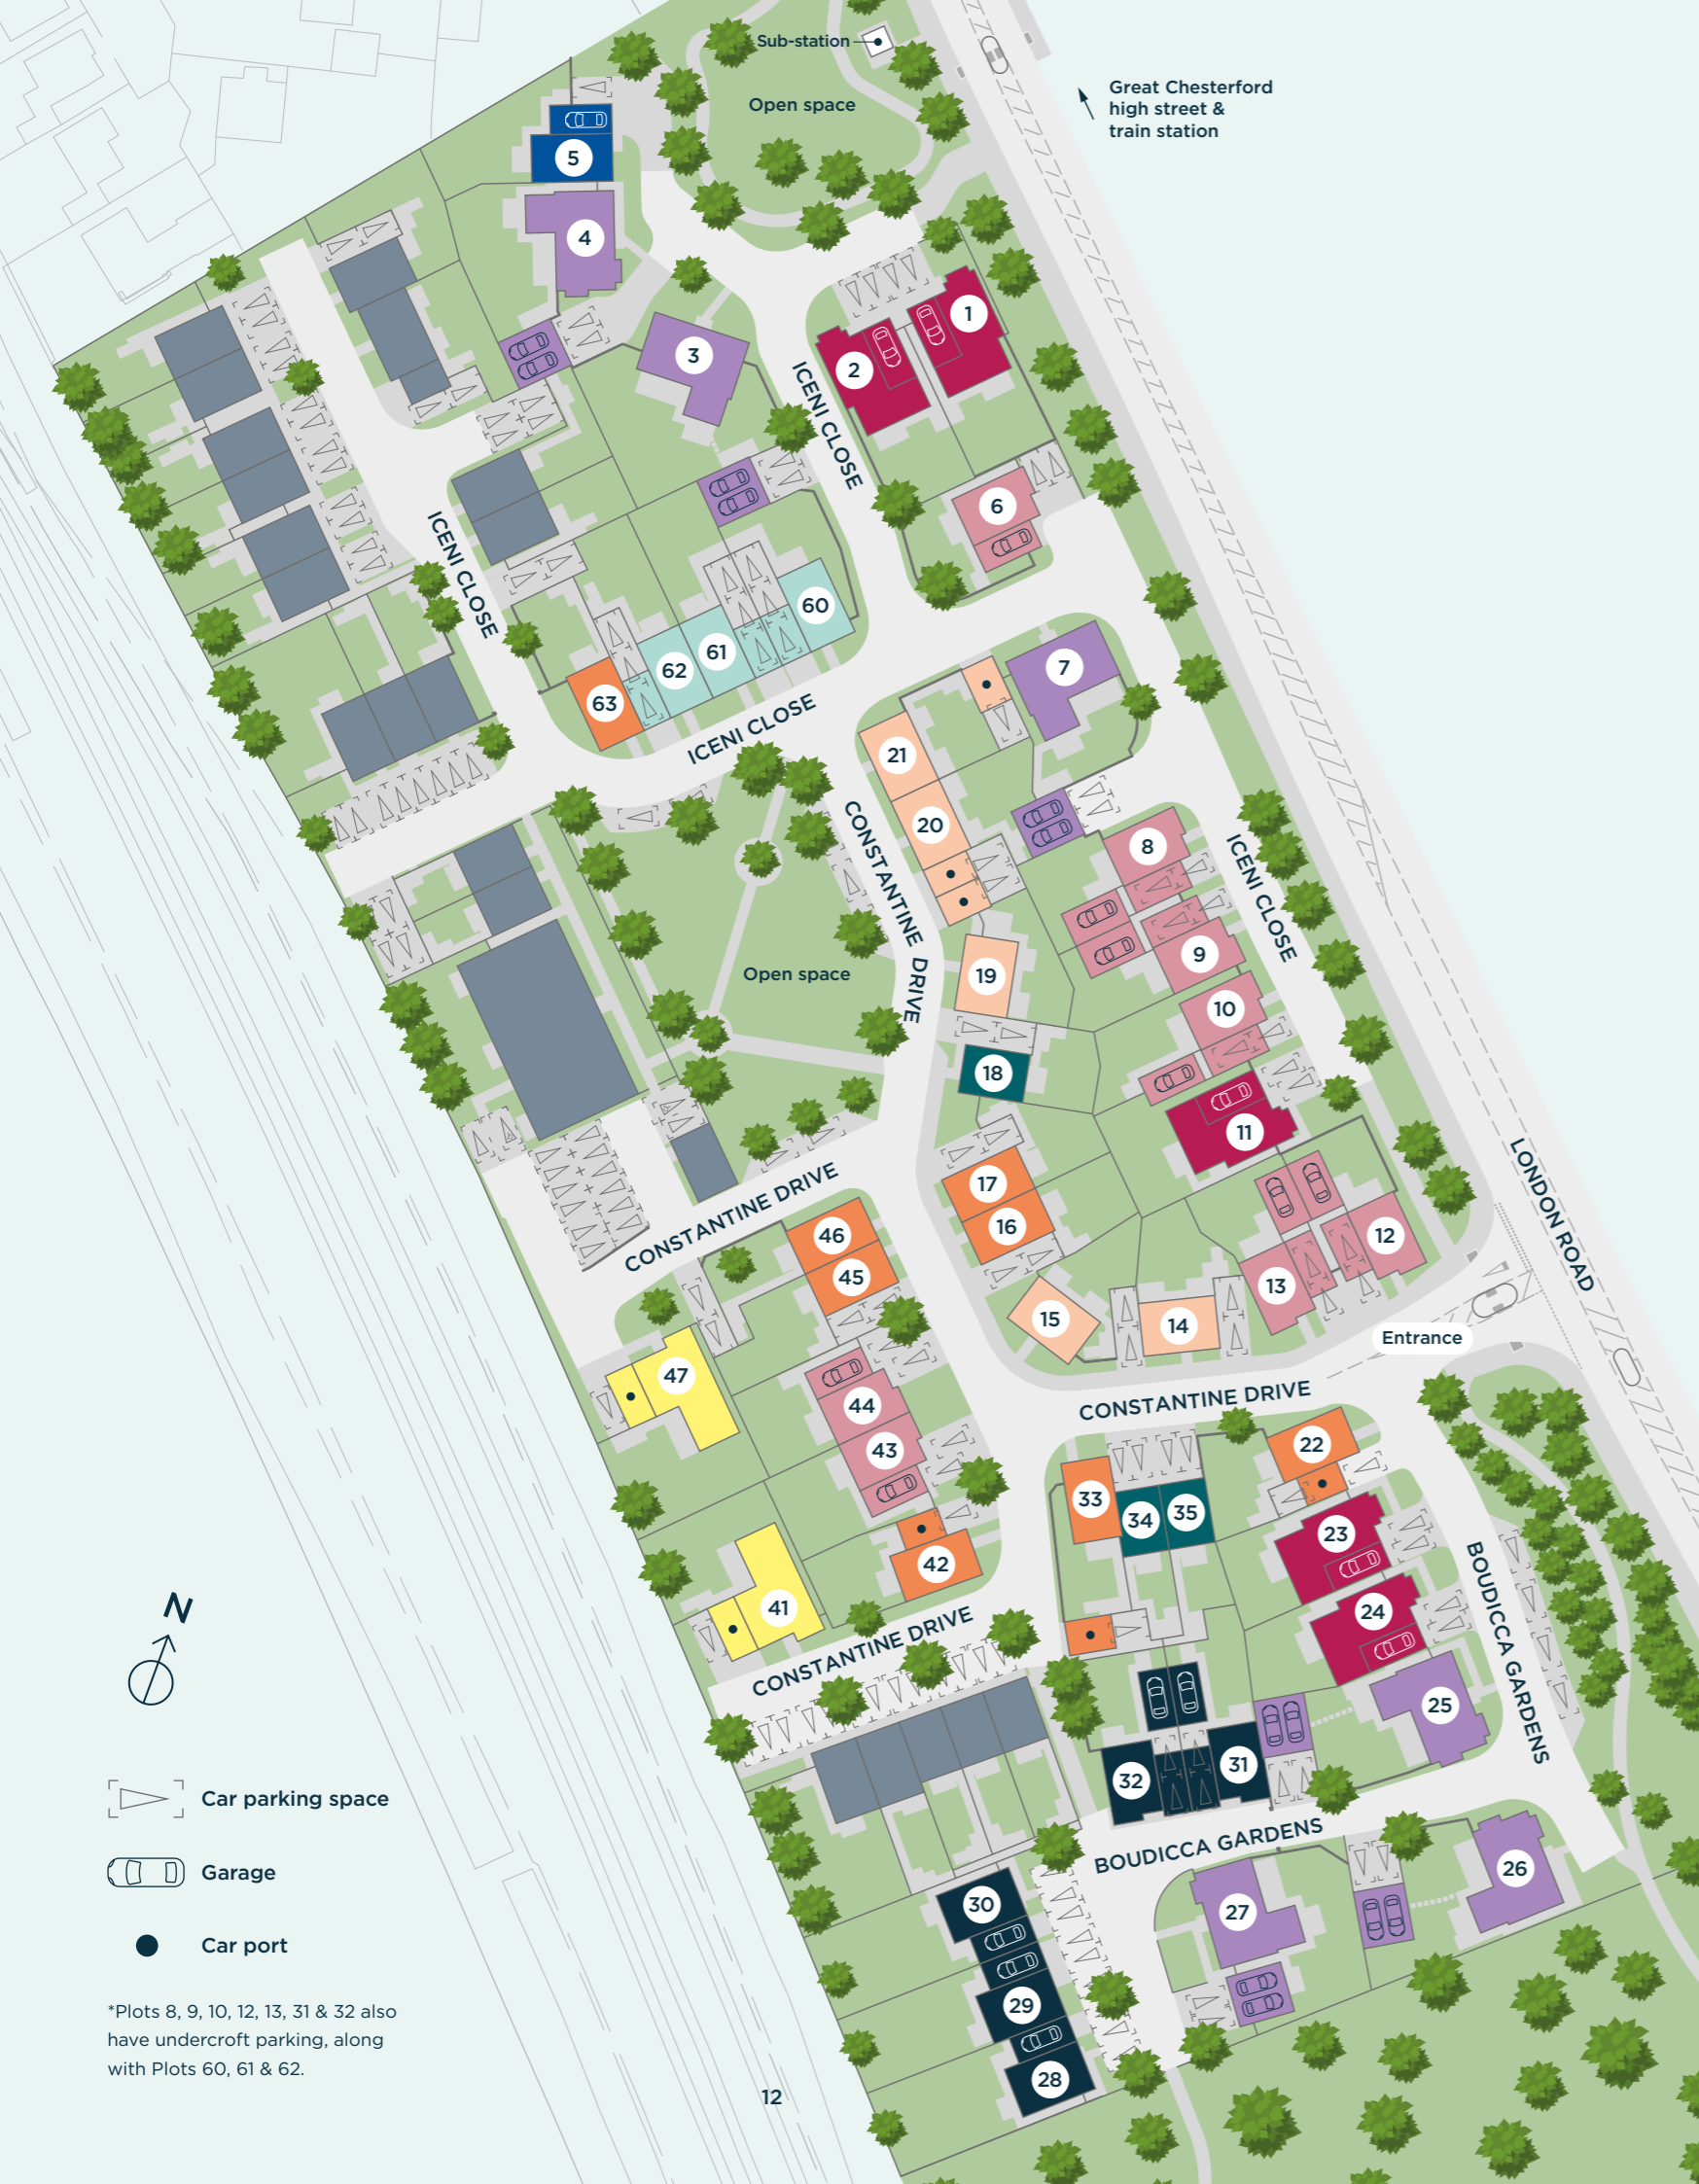 Sub-station
Open space
Great Chesterford
high street &
train station
5
4
3
1
2
ICENI CLOSE
6
ICENI CLOSE
60
61
62
63
7
ICENI CLOSE
21
20
CONSTANTINE DRIVE
8
ICENI CLOSE
9
19
Open space
10
18
11
17
16
12
13
15
14
LONDON ROAD
Entrance
CONSTANTINE DRIVE
46
45
47
44
43
CONSTANTINE DRIVE
22
33
34
35
23
42
41
24
CONSTANTINE DRIVE
BOUDICCA GARDENS
25
31
32
BOUDICCA GARDENS
26
27
30
29
28
N
Car parking space
Garage
Car port
*Plots 8, 9, 10, 12, 13, 31 & 32 also
have undercroft parking, along
with Plots 60, 61 & 62.
12